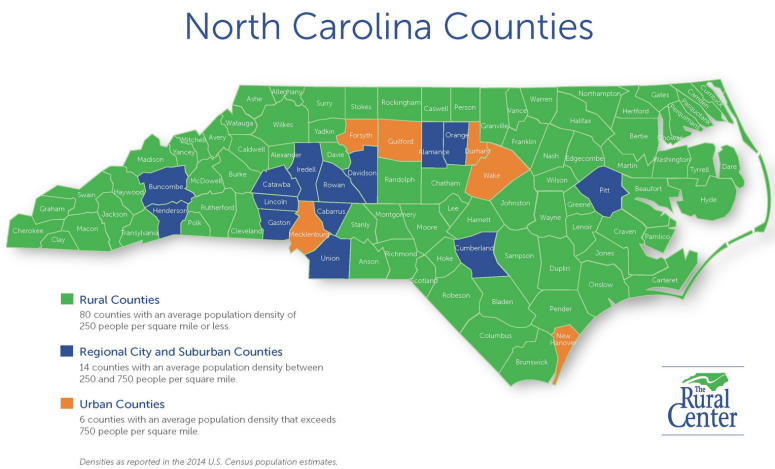 North Carolina Counties
Currituck
Camden
Pasquotank
Perquimans
Chowan
Alleghany
Ashe
Surry
Stokes
Rockingham
Caswell
Person
Granville
Vance
Warren
Northampton
Gates
Hertford
Halifax
Bertie
Watauga
Wilkes
Yadkin
Forsyth
Guilford
Alamance
Orange
Durham
Franklin
Nash
Edgecombe
Martin
Washington
Tyrrell
Dare
Mitchell
Avery
Yancey
Madison
Caldwell
Alexander
Davie
Iredell
Davidson
Randolph
Chatham
Wake
Wilson
Pitt
Beaufort
Hyde
Haywood
Buncombe
McDowell
Burke
Catawba
Rowan
Swain
Graham
Jackson
Henderson
Rutherford
Polk
Lincoln
Cleveland
Gaston
Cabarrus
Mecklenburg
Stanly
Montgomery
Moore
Lee
Harnett
Johnston
Wayne
Greene
Lenoir
Craven
Pamlico
Cherokee
Clay
Macon
Transylvania
Union
Anson
Richmond
Scotland
Hoke
Cumberland
Sampson
Duplin
Jones
Onslow
Carteret
Robeson
Bladen
Pender
Columbus
Brunswick
New
Hanover
Rural Counties
80 counties with an average population density of
250 people per square mile or less.
Regional City and Suburban Counties
14 counties with an average population density between
250 and 750 people per square mile.
Urban Counties
6 counties with an average population density that exceeds
750 people per square mile.
Densities as reported in the 2014 U.S. Census population estimates.
The
Rural
Center